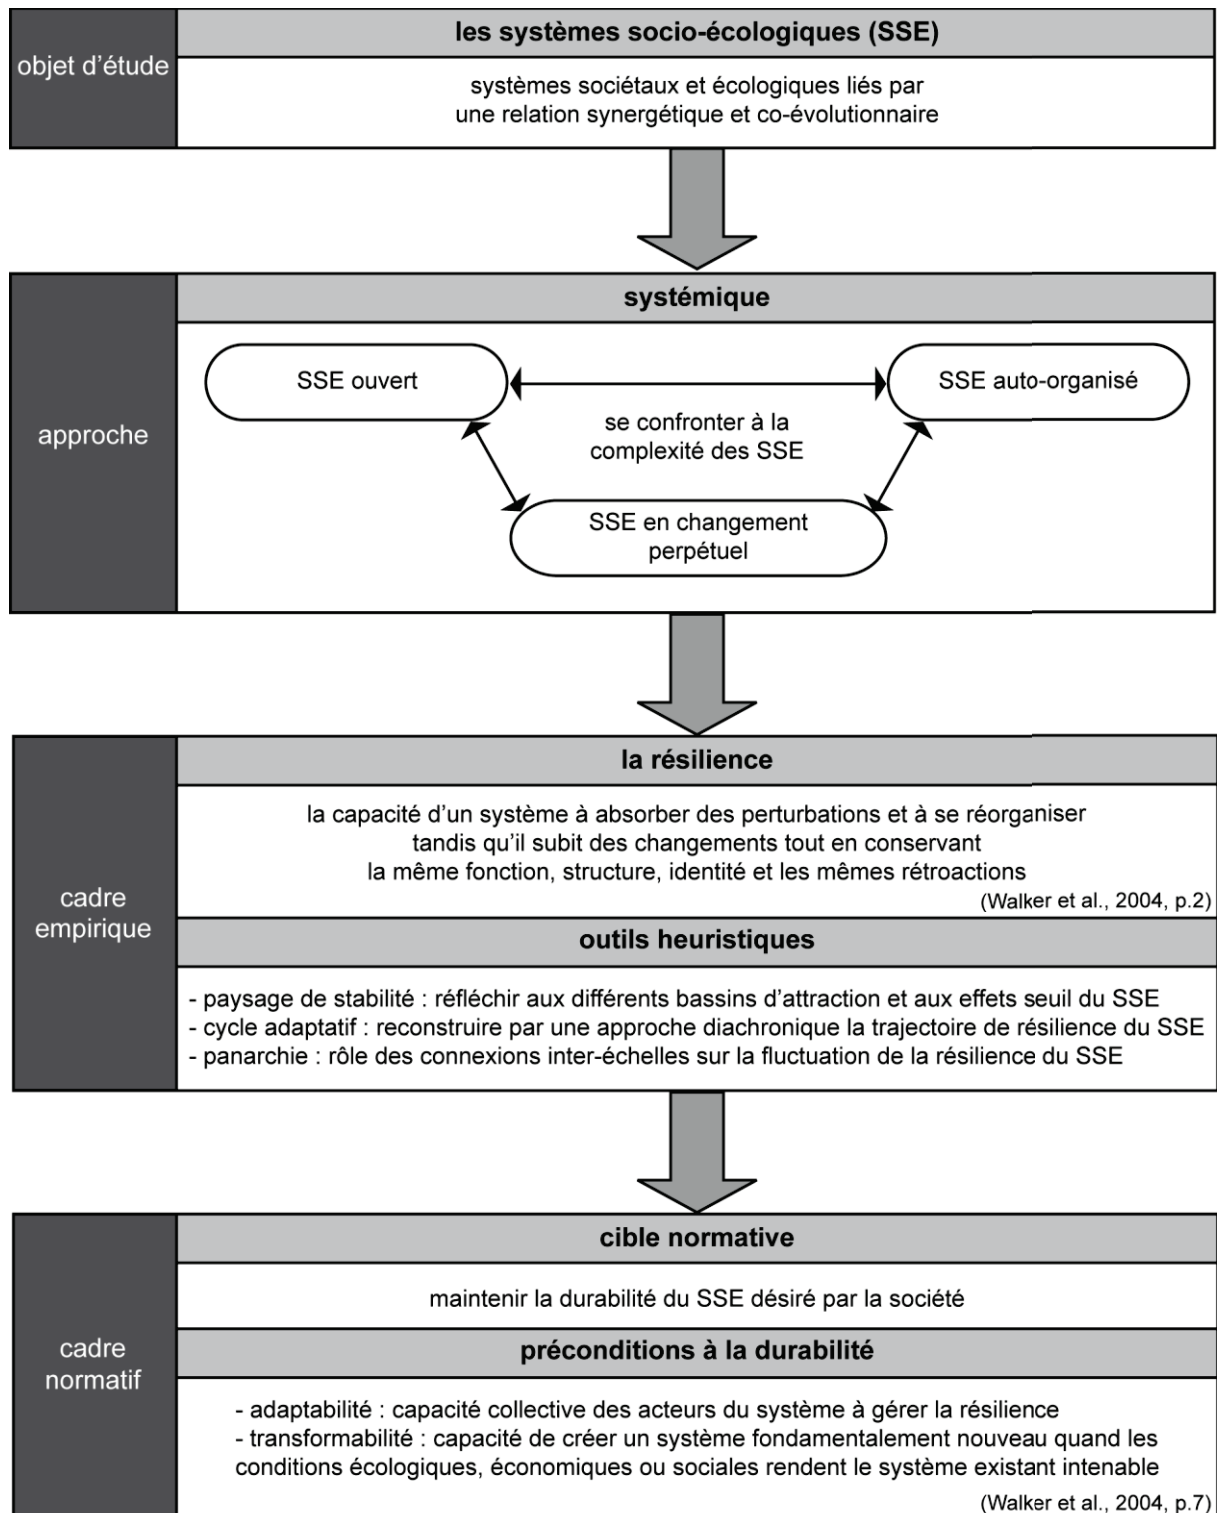 objet d'étude
les systèmes socio-écologiques (SSE)
systèmes sociétaux et écologiques liés par
une relation synergétique et co-évolutionnaire
approche
systémique
SSE ouvert
SSE auto-organisé
se confronter à la
complexité des SSE
SSE en changement
perpétuel
cadre
empirique
la résilience
la capacité d'un système à absorber des perturbations et à se réorganiser
tandis qu'il subit des changements tout en conservant
la même fonction, structure, identité et les mêmes rétroactions
(Walker et al., 2004, p.2)
outils heuristiques
- paysage de stabilité : réfléchir aux différents bassins d'attraction et aux effets seuil du SSE
- cycle adaptatif : reconstruire par une approche diachronique la trajectoire de résilience du SSE
- panarchie : rôle des connexions inter-échelles sur la fluctuation de la résilience du SSE
cadre
normatif
cible normative
maintenir la durabilité du SSE désiré par la société
préconditions à la durabilité
- adaptabilité : capacité collective des acteurs du système à gérer la résilience
- transformabilité : capacité de créer un système fondamentalement nouveau quand les
conditions écologiques, économiques ou sociales rendent le système existant intenable
(Walker et al., 2004, p.7)